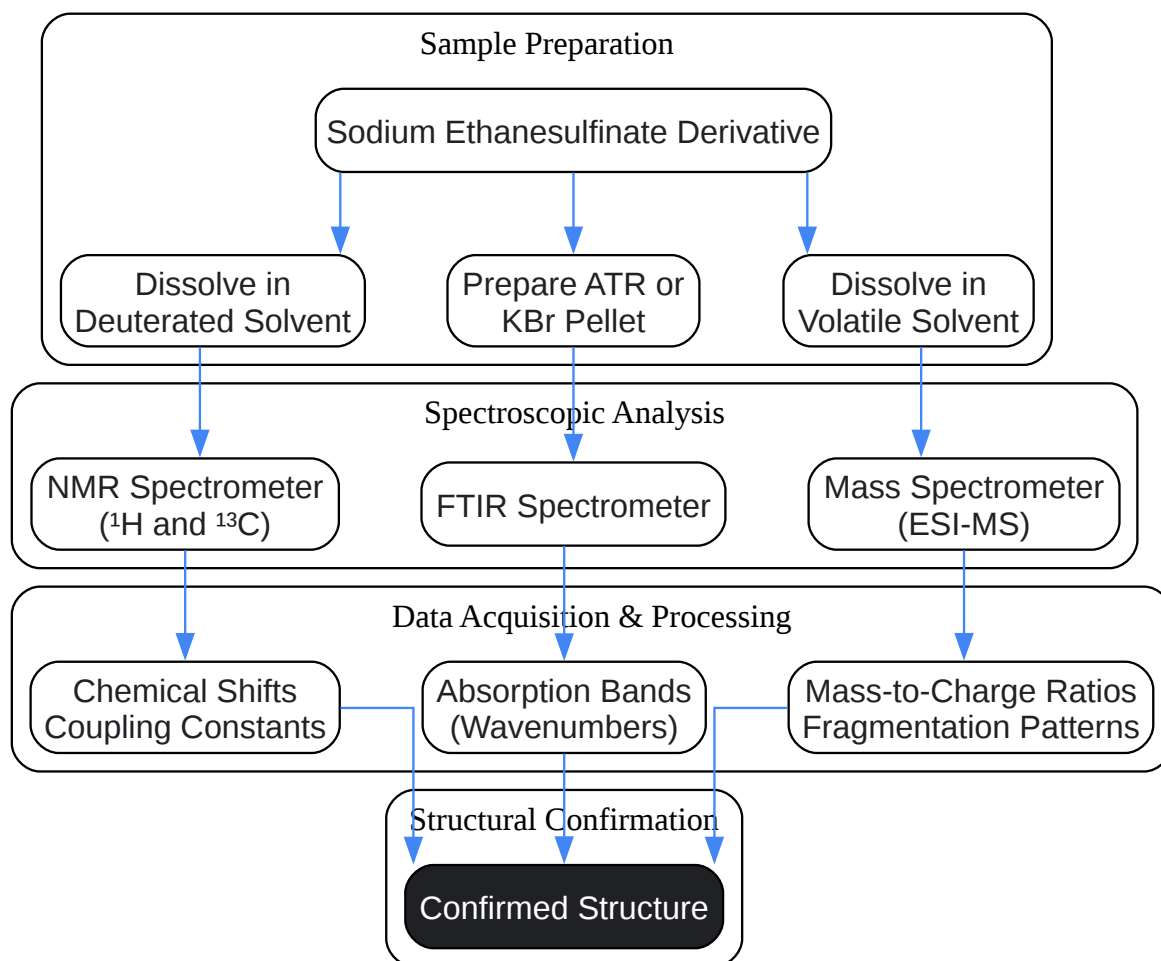 Sample Preparation
Sodium Ethanesulfinate Derivative
Dissolve in
Deuterated Solvent
Prepare ATR or
KBr Pellet
Dissolve in
Volatile Solvent
Spectroscopic Analysis
NMR Spectrometer
(¹H and ¹³C)
FTIR Spectrometer
Mass Spectrometer
(ESI-MS)
Data Acquisition & Processing
Chemical Shifts
Coupling Constants
Absorption Bands
(Wavenumbers)
Mass-to-Charge Ratios
Fragmentation Patterns
Structural Confirmation
Confirmed Structure